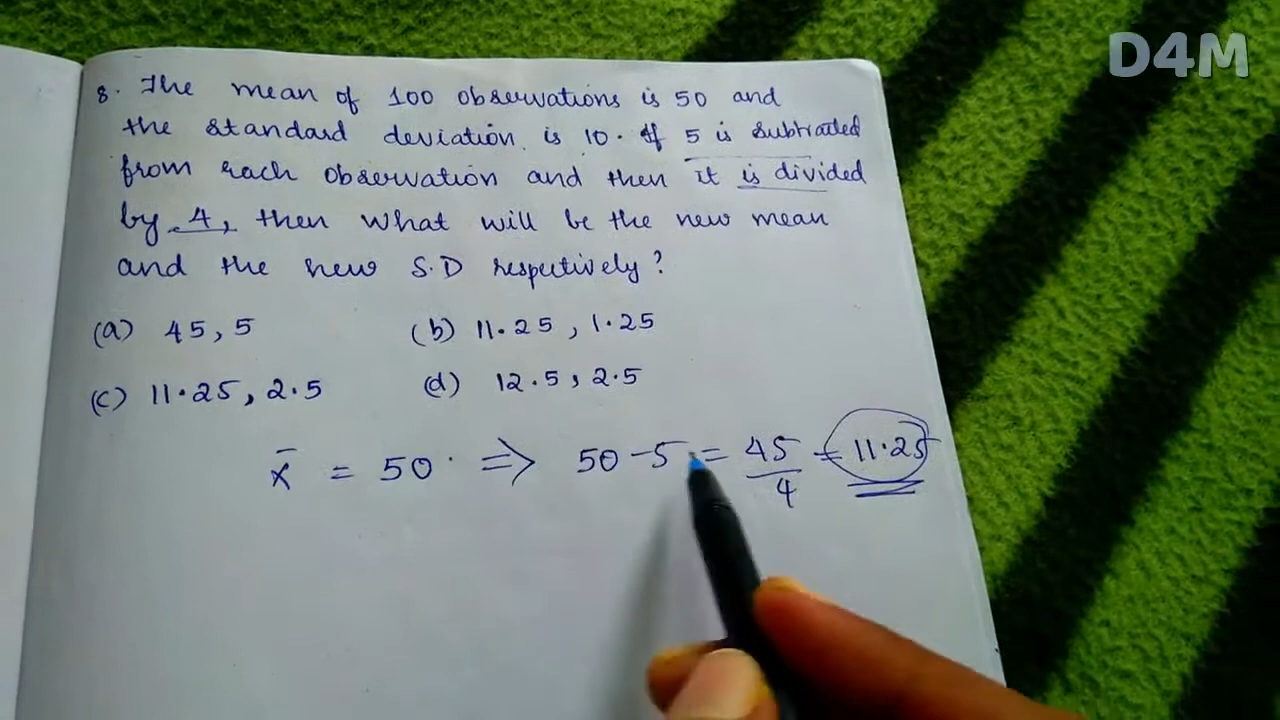 D4M
8. The mean of 100 observations is 50 and
the standard deviation is 10. If 5 is subtracted
from each observation and then it is divided
by 4, then what will be the new mean
and the new S.D respectively?
(a) 45, 5 (b) 11.25, 1.25
(c) 11.25, 2.5 (d) 12.5, 2.5
x̄ = 50 ⇒ 50 - 5 = 45/4 = 11.25